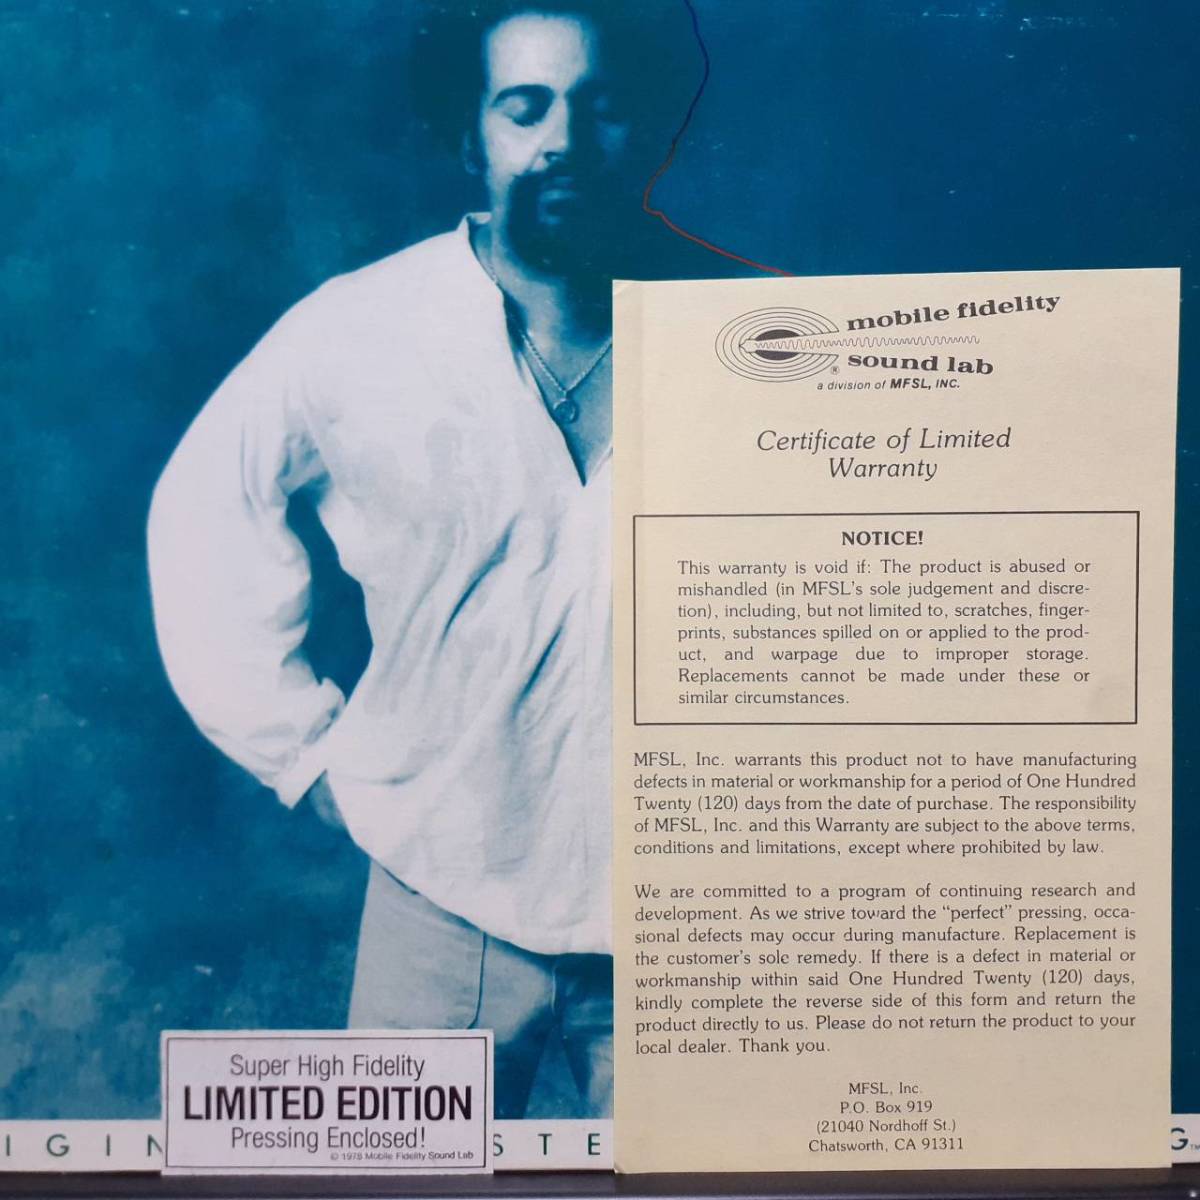 mobile fidelity
sound lab
®
a division of MFSL, INC.
Certificate of Limited
Warranty
NOTICE!
This warranty is void if: The product is abused or
mishandled (in MFSL's sole judgement and discre-
tion), including, but not limited to, scratches, finger-
prints, substances spilled on or applied to the prod-
uct, and warpage due to improper storage.
Replacements cannot be made under these or
similar circumstances.
MFSL, Inc. warrants this product not to have manufacturing
defects in material or workmanship for a period of One Hundred
Twenty (120) days from the date of purchase. The responsibility
of MFSL, Inc. and this Warranty are subject to the above terms,
conditions and limitations, except where prohibited by law.
We are committed to a program of continuing research and
development. As we strive toward the “perfect” pressing, occa-
sional defects may occur during manufacture. Replacement is
the customer's sole remedy. If there is a defect in material or
workmanship within said One Hundred Twenty (120) days,
kindly complete the reverse side of this form and return the
product directly to us. Please do not return the product to your
local dealer. Thank you.
MFSL, Inc.
P.O. Box 919
(21040 Nordhoff St.)
Chatsworth, CA 91311
Super High Fidelity
LIMITED EDITION
Pressing Enclosed!
© 1978 Mobile Fidelity Sound Lab
IGIN STE G™